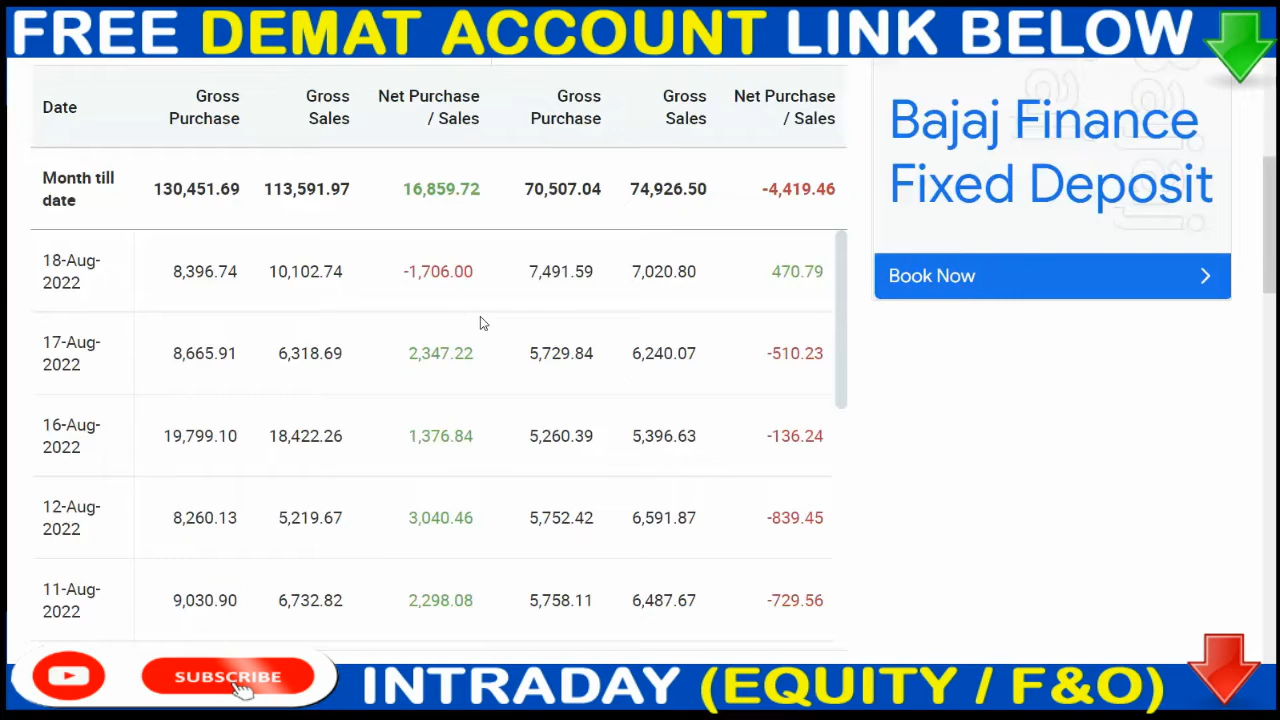 FREE DEMAT ACCOUNT LINK BELOW
Date Gross Purchase Gross Sales Net Purchase / Sales Gross Purchase Gross Sales Net Purchase / Sales
Month till date 130,451.69 113,591.97 16,859.72 70,507.04 74,926.50 -4,419.46
18-Aug-2022 8,396.74 10,102.74 -1,706.00 7,491.59 7,020.80 470.79
17-Aug-2022 8,665.91 6,318.69 2,347.22 5,729.84 6,240.07 -510.23
16-Aug-2022 19,799.10 18,422.26 1,376.84 5,260.39 5,396.63 -136.24
12-Aug-2022 8,260.13 5,219.67 3,040.46 5,752.42 6,591.87 -839.45
11-Aug-2022 9,030.90 6,732.82 2,298.08 5,758.11 6,487.67 -729.56
Bajaj Finance
Fixed Deposit
Book Now
SUBSCRIBE
INTRADAY (EQUITY / F&O)